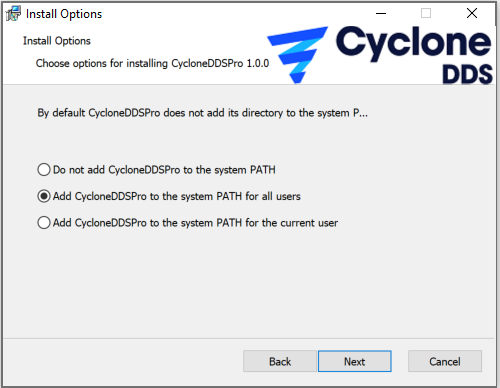 Install Options
Install Options
Choose options for installing CycloneDDSPro 1.0.0
Cyclone
DDS
By default CycloneDDSPro does not add its directory to the system P...
Do not add CycloneDDSPro to the system PATH
Add CycloneDDSPro to the system PATH for all users
Add CycloneDDSPro to the system PATH for the current user
Back
Next
Cancel